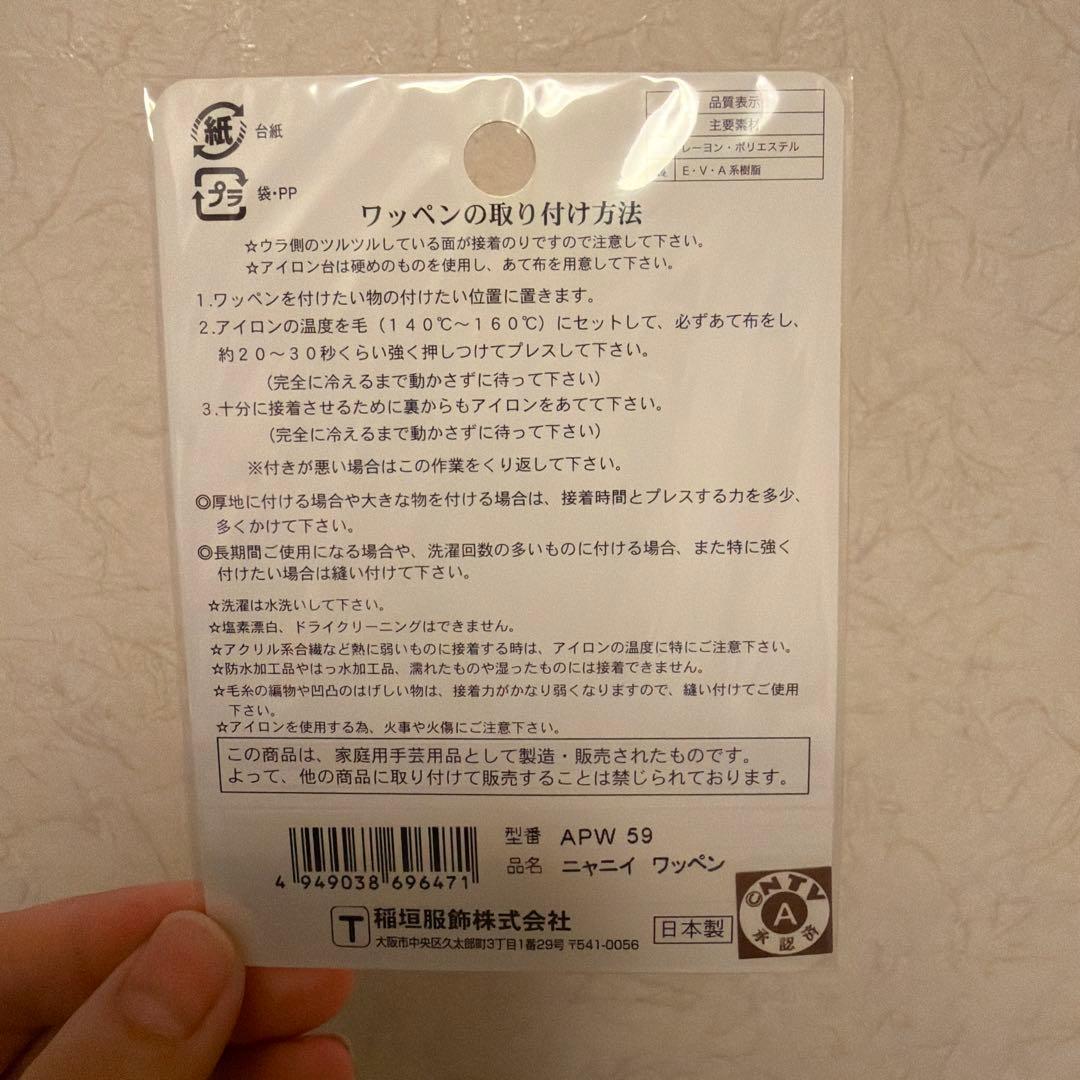 紙 台紙
プラ 袋・PP
品質表示
主要素材
レーヨン・ポリエステル
E・V・A系樹脂
ワッペンの取り付け方法
☆ウラ側のツルツルしている面が接着のりですので注意して下さい。
☆アイロン台は硬めのものを使用し、あて布を用意して下さい。
1.ワッペンを付けたい物の付けたい位置に置きます。
2.アイロンの温度を毛（１４０℃〜１６０℃）にセットして、必ずあて布をし、
約２０〜３０秒くらい強く押しつけてプレスして下さい。
（完全に冷えるまで動かさずに待って下さい）
3.十分に接着させるために裏からもアイロンをあてて下さい。
（完全に冷えるまで動かさずに待って下さい）
※付きが悪い場合はこの作業をくり返して下さい。
◎厚地に付ける場合や大きな物を付ける場合は、接着時間とプレスする力を多少、
多くかけて下さい。
◎長期間ご使用になる場合や、洗濯回数の多いものに付ける場合、また特に強く
付けたい場合は縫い付けて下さい。
☆洗濯は水洗いして下さい。
☆塩素漂白、ドライクリーニングはできません。
☆アクリル系合繊など熱に弱いものに接着する時は、アイロンの温度に特にご注意下さい。
☆防水加工品やはっ水加工品、濡れたものや湿ったものには接着できません。
☆毛糸の編物や凹凸のはげしい物は、接着力がかなり弱くなりますので、縫い付けてご使用
下さい。
☆アイロンを使用する為、火事や火傷にご注意下さい。
この商品は、家庭用手芸用品として製造・販売されたものです。
よって、他の商品に取り付けて販売することは禁じられております。
型番 APW 59
品名 ニャニイ ワッペン
4 949038 696471
T 稲垣服飾株式会社
大阪市中央区久太郎町3丁目1番29号 〒541-0056
日本製
©NTV
A
承認済